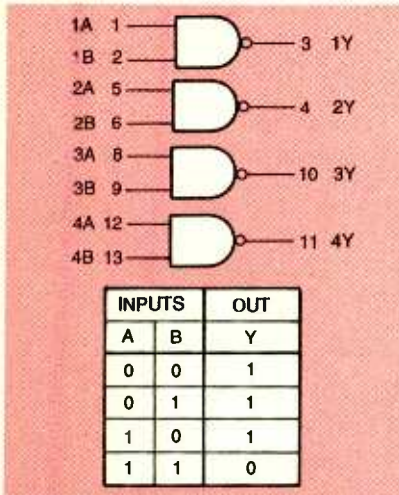 1A 1
3 1Y
1B 2
2A 5
4 2Y
2B 6
3A 8
10 3Y
3B 9
4A 12
11 4Y
4B 13
INPUTS OUT
A B Y
0 0 1
0 1 1
1 0 1
1 1 0